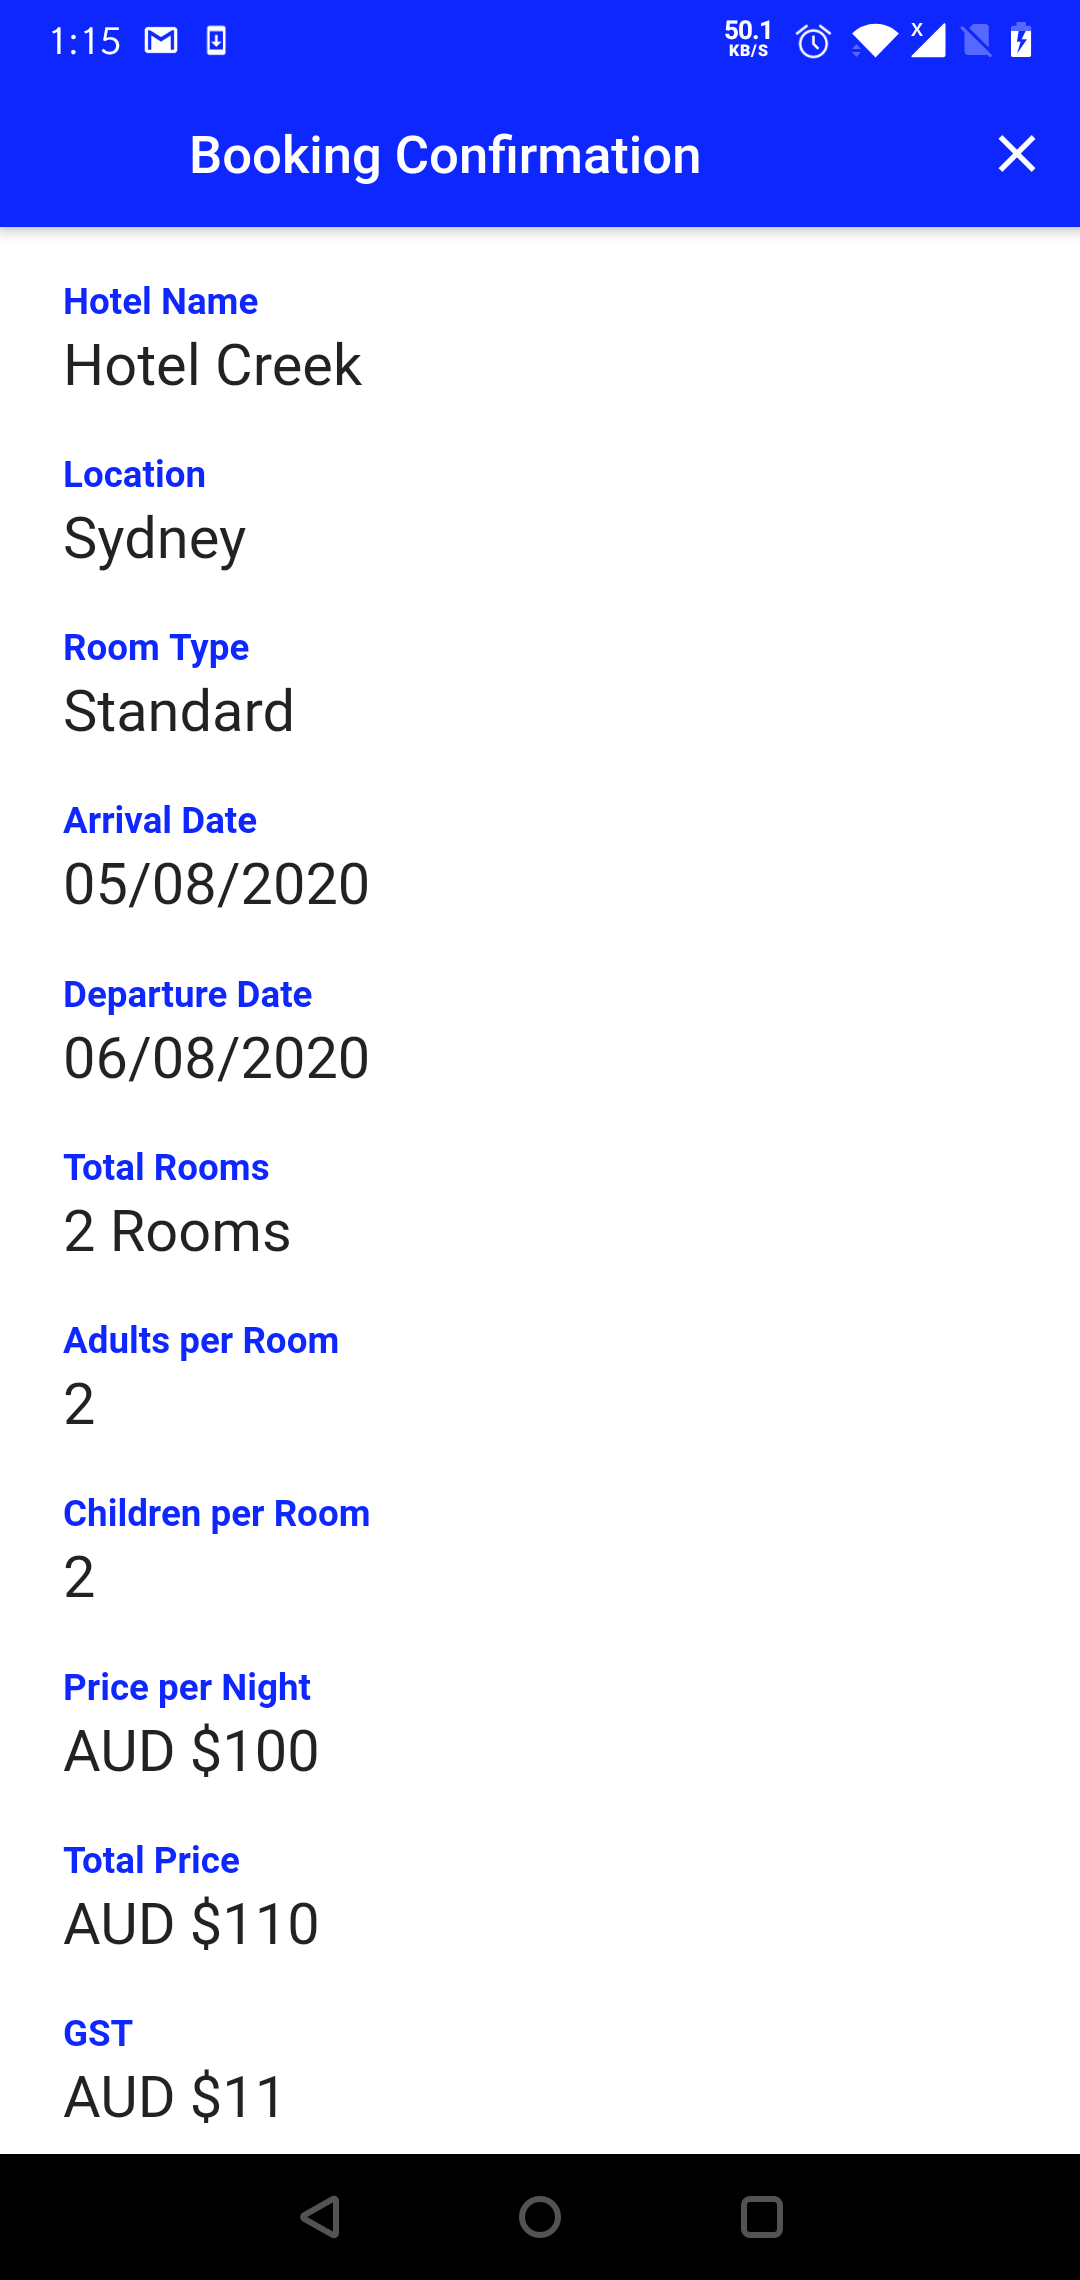 1:15
50.1
KB/S
X
Booking Confirmation
Hotel Name
Hotel Creek
Location
Sydney
Room Type
Standard
Arrival Date
05/08/2020
Departure Date
06/08/2020
Total Rooms
2 Rooms
Adults per Room
2
Children per Room
2
Price per Night
AUD $100
Total Price
AUD $110
GST
AUD $11